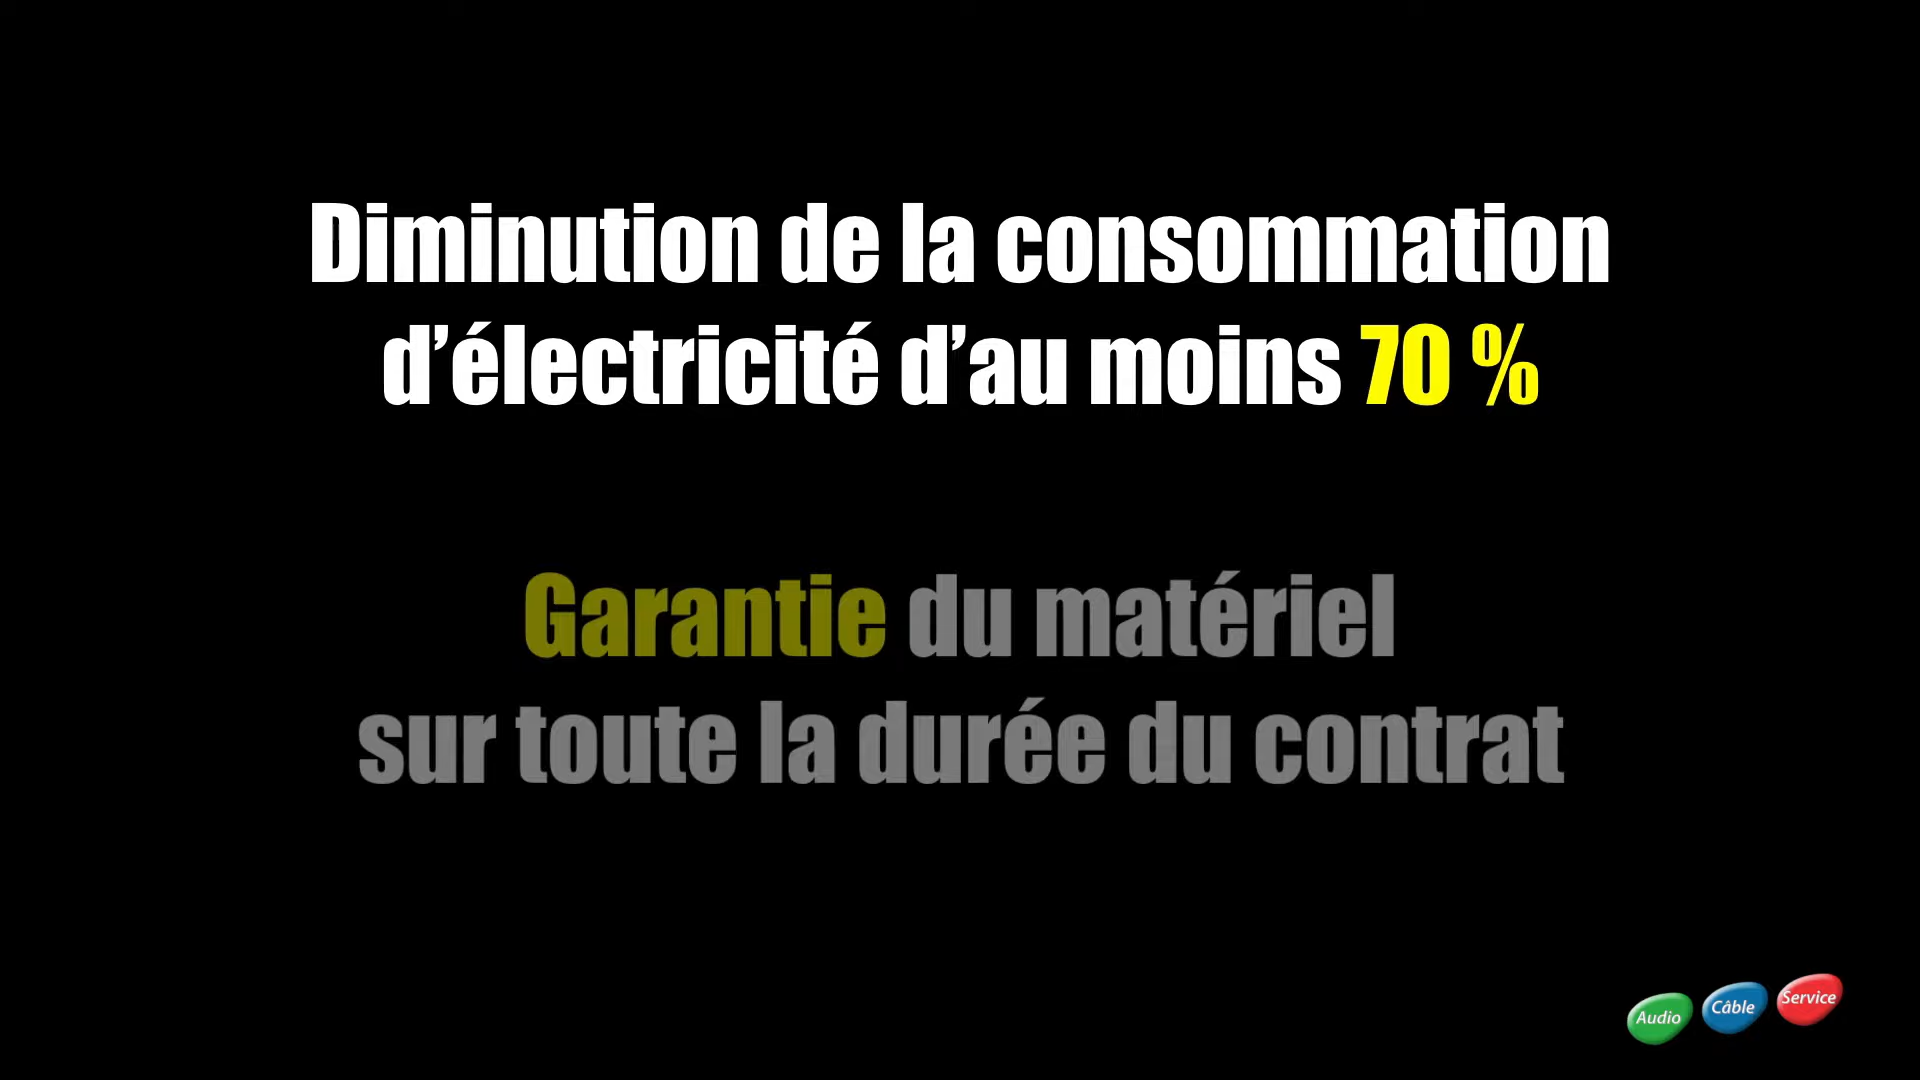 Diminution de la consommation
d’électricité d’au moins 70 %
Garantie du matériel
sur toute la durée du contrat
Audio Câble Service